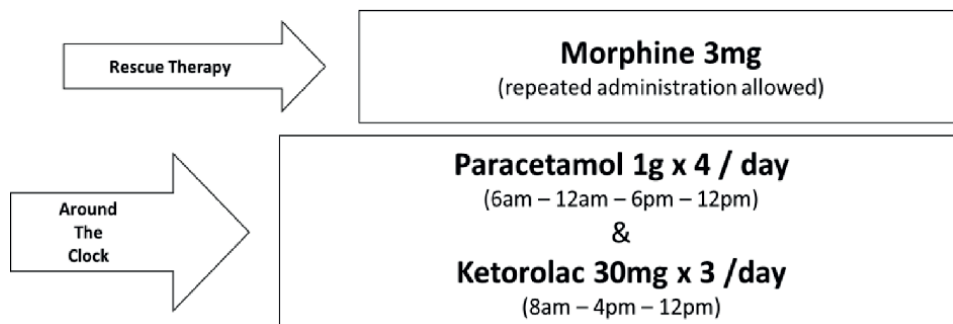 Rescue Therapy
Morphine 3mg
(repeated administration allowed)
Around
The
Clock
Paracetamol 1g x 4 / day
(6am – 12am – 6pm – 12pm)
&
Ketorolac 30mg x 3 /day
(8am – 4pm – 12pm)